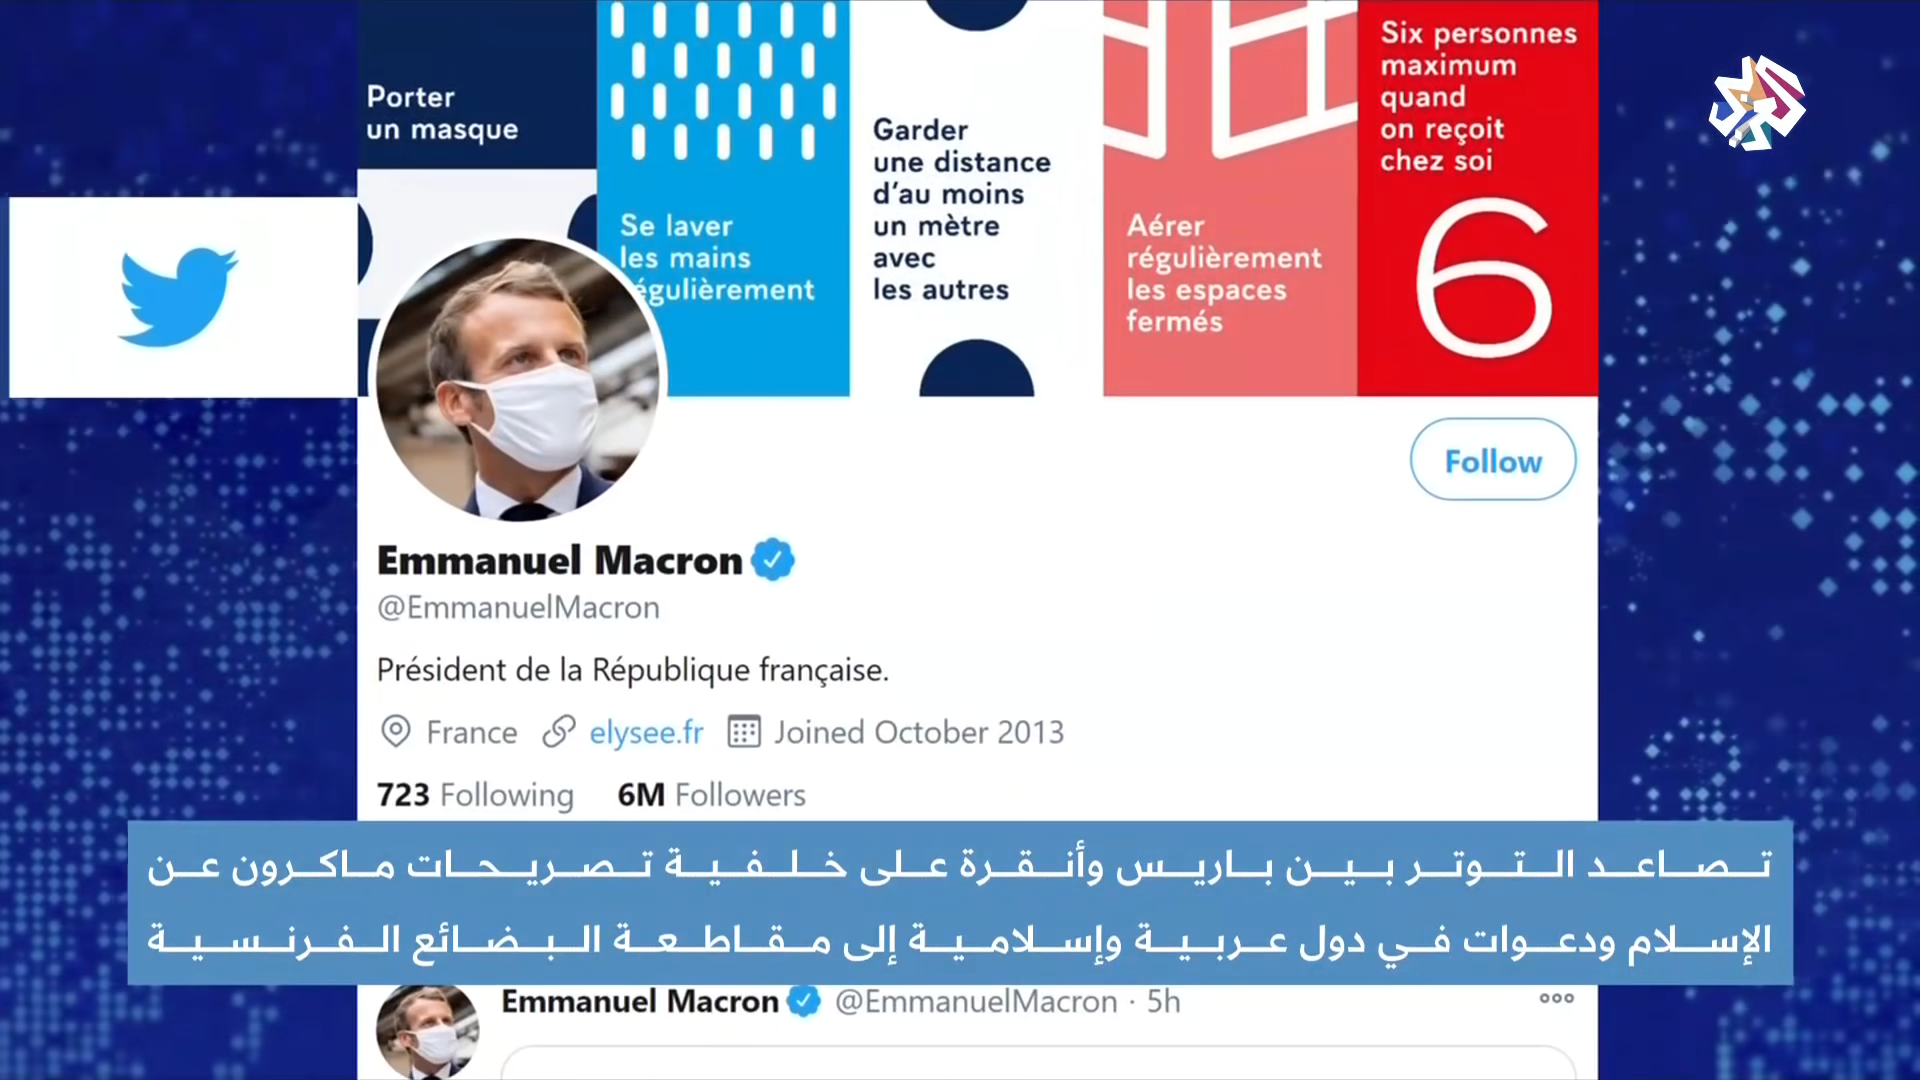 Porter
un masque
Se laver
les mains
égulièrement
Garder
une distance
d'au moins
un mètre
avec
les autres
Aérer
régulièrement
les espaces
fermés
Six personnes
maximum
quand
on reçoit
chez soi
6
Follow
Emmanuel Macron
@EmmanuelMacron
Président de la République française.
France elysee.fr Joined October 2013
723 Following 6M Followers
تصاعد التوتر بين باريس وأنقرة على خلفية تصريحات ماكرون عن
الإسلام ودعوات في دول عربية وإسلامية إلى مقاطعة البضائع الفرنسية
Emmanuel Macron @EmmanuelMacron · 5h